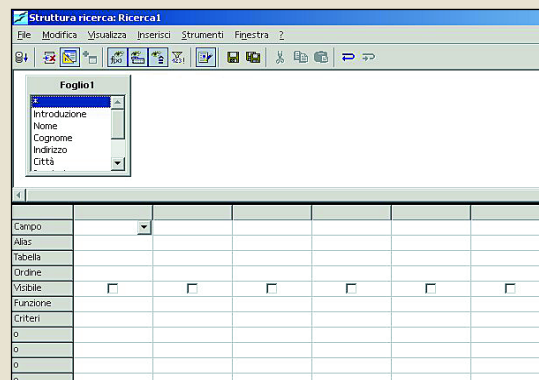 Struttura ricerca: Ricerca1
File Modifica Visualizza Inserisci Strumenti Finestra ?
Foglio1
*
Introduzione
Nome
Cognome
Indirizzo
Città
Campo
Alias
Tabella
Ordine
Visibile
Funzione
Criteri
o
o
o
o